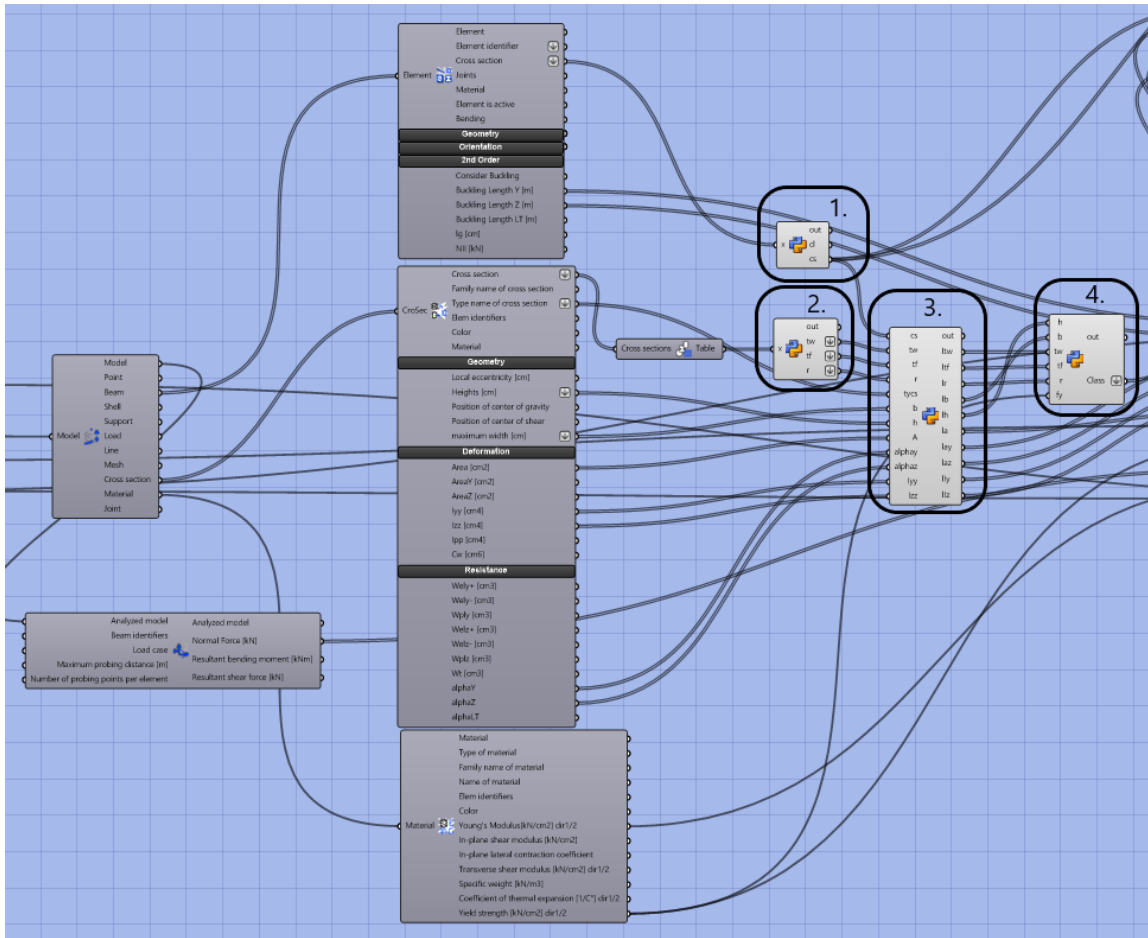 Element
Element identifier
Cross section
Element
Joints
Material
Element is active
Bending
Geometry
Orientation
2nd Order
Consider Buckling
Buckling Length Y [m]
Buckling Length Z [m]
Buckling Length LT [m]
lg [cm]
NII [kN]
1.
out
x
cl
cs
Cross section
Family name of cross section
Type name of cross section
CroSec
Elem identifiers
Color
Material
Geometry
Local eccentricity [cm]
Heights [cm]
Position of center of gravity
Position of center of shear
maximum width [cm]
Deformation
Area [cm2]
AreaY [cm2]
AreaZ [cm2]
Iyy [cm4]
Izz [cm4]
Ipp [cm4]
Cw [cm6]
Resistance
Wely+ [cm3]
Wely- [cm3]
Wply [cm3]
Welz+ [cm3]
Welz- [cm3]
Wplz [cm3]
Wt [cm3]
alphaY
alphaZ
alphaLT
Cross sections
Table
2.
out
x
tw
tf
r
3.
cs
tw
tf
r
tycs
b
h
A
alphay
alphaz
Iyy
Izz
out
ltw
ltf
lr
lb
lh
la
lay
laz
lIy
lIz
4.
h
b
tw
tf
r
fy
out
Class
Model
Point
Beam
Shell
Support
Model
Load
Line
Mesh
Cross section
Material
Joint
Analyzed model
Beam identifiers
Load case
Maximum probing distance [m]
Number of probing points per element
Analyzed model
Normal Force [kN]
Resultant bending moment [kNm]
Resultant shear force [kN]
Material
Type of material
Family name of material
Name of material
Elem identifiers
Color
Material
Young's Modulus[kN/cm2] dir1/2
In-plane shear modulus [kN/cm2]
In-plane lateral contraction coefficient
Transverse shear modulus [kN/cm2] dir1/2
Specific weight [kN/m3]
Coefficient of thermal expansion [1/C°] dir1/2
Yield strength [kN/cm2] dir1/2